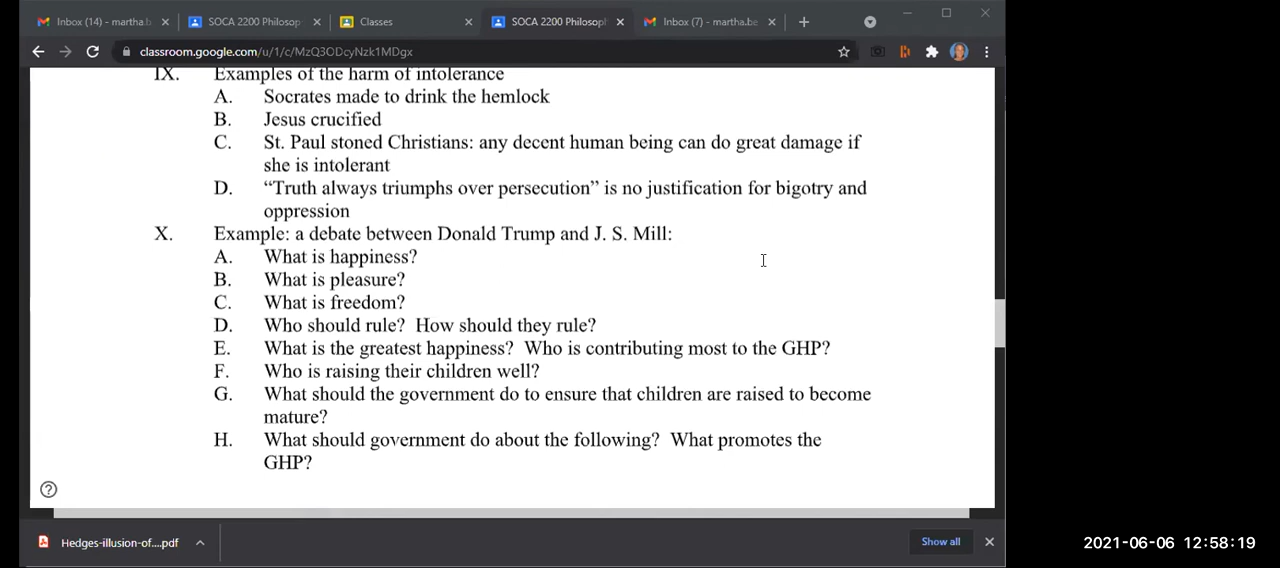 Inbox (14) - martha.b
SOCA 2200 Philosop
Classes
SOCA 2200 Philosop
Inbox (7) - martha.be
classroom.google.com/u/1/c/MzQ3ODcyNzk1MDgx
IX. Examples of the harm of intolerance
A. Socrates made to drink the hemlock
B. Jesus crucified
C. St. Paul stoned Christians: any decent human being can do great damage if
she is intolerant
D. “Truth always triumphs over persecution” is no justification for bigotry and
oppression
X. Example: a debate between Donald Trump and J. S. Mill:
A. What is happiness?
B. What is pleasure?
C. What is freedom?
D. Who should rule? How should they rule?
E. What is the greatest happiness? Who is contributing most to the GHP?
F. Who is raising their children well?
G. What should the government do to ensure that children are raised to become
mature?
H. What should government do about the following? What promotes the
GHP?
Hedges-illusion-of....pdf
Show all
2021-06-06 12:58:19